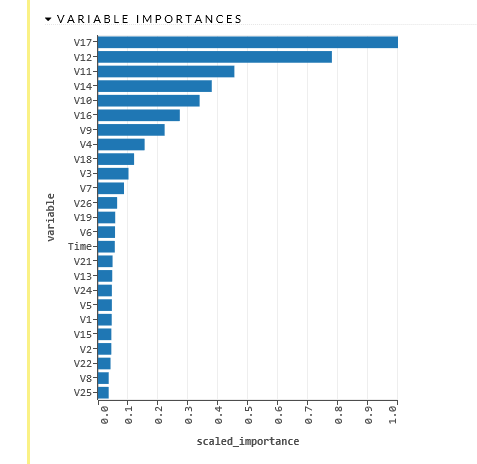 ▾ VARIABLE IMPORTANCES
V17
V12
V11
V14
V10
V16
V9
V4
V18
V3
V7
V26
V19
V6
Time
V21
V13
V24
V5
V1
V15
V2
V22
V8
V25
variable
0.0 0.1 0.2 0.3 0.4 0.5 0.6 0.7 0.8 0.9 1.0
scaled_importance